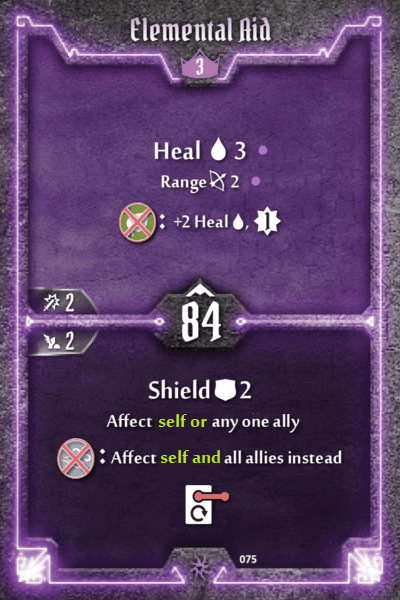 Elemental Aid
3
Heal 3
Range 2
: +2 Heal , 1
2
84
2
Shield 2
Affect self or any one ally
: Affect self and all allies instead
075